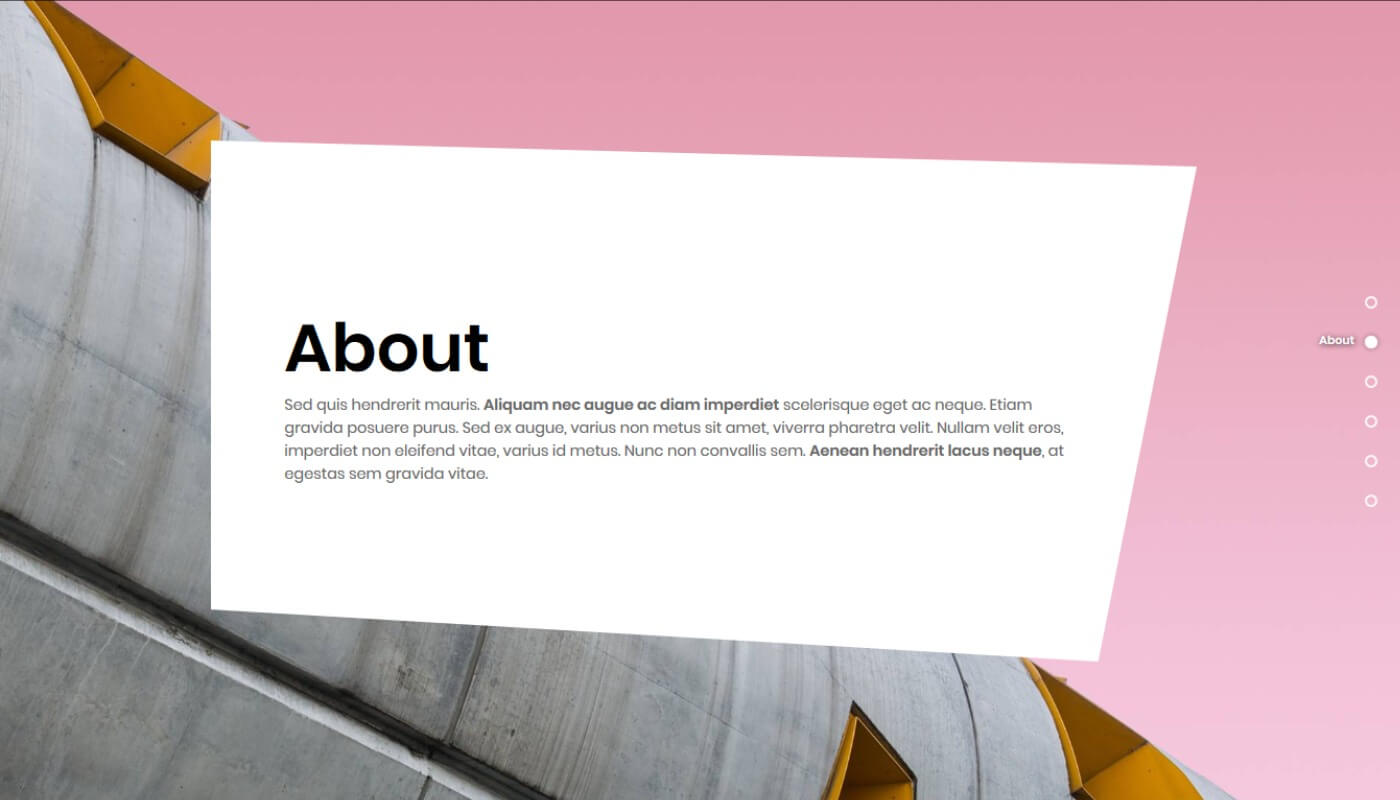 About
Sed quis hendrerit mauris. Aliquam nec augue ac diam imperdiet scelerisque eget ac neque. Etiam
gravida posuere purus. Sed ex augue, varius non metus sit amet, viverra pharetra velit. Nullam velit eros,
imperdiet non eleifend vitae, varius id metus. Nunc non convallis sem. Aenean hendrerit lacus neque, at
egestas sem gravida vitae.
About